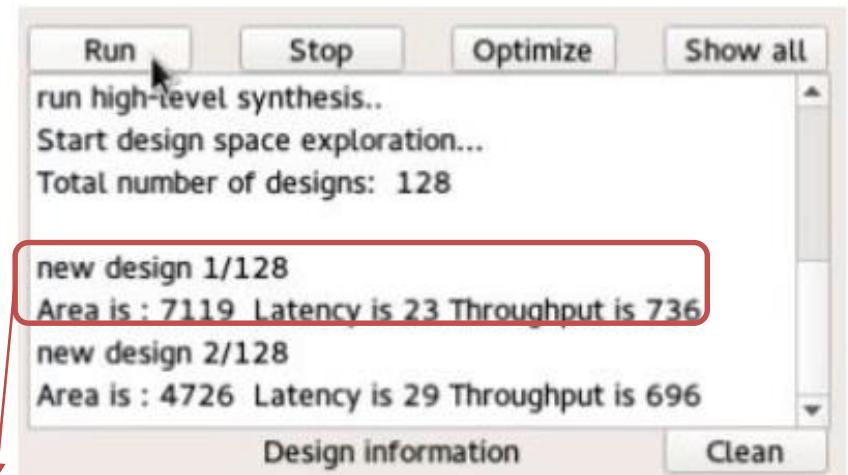 Run Stop Optimize Show all
run high-level synthesis..
Start design space exploration...
Total number of designs: 128
new design 1/128
Area is : 7119 Latency is 23 Throughput is 736
new design 2/128
Area is : 4726 Latency is 29 Throughput is 696
Design information Clean